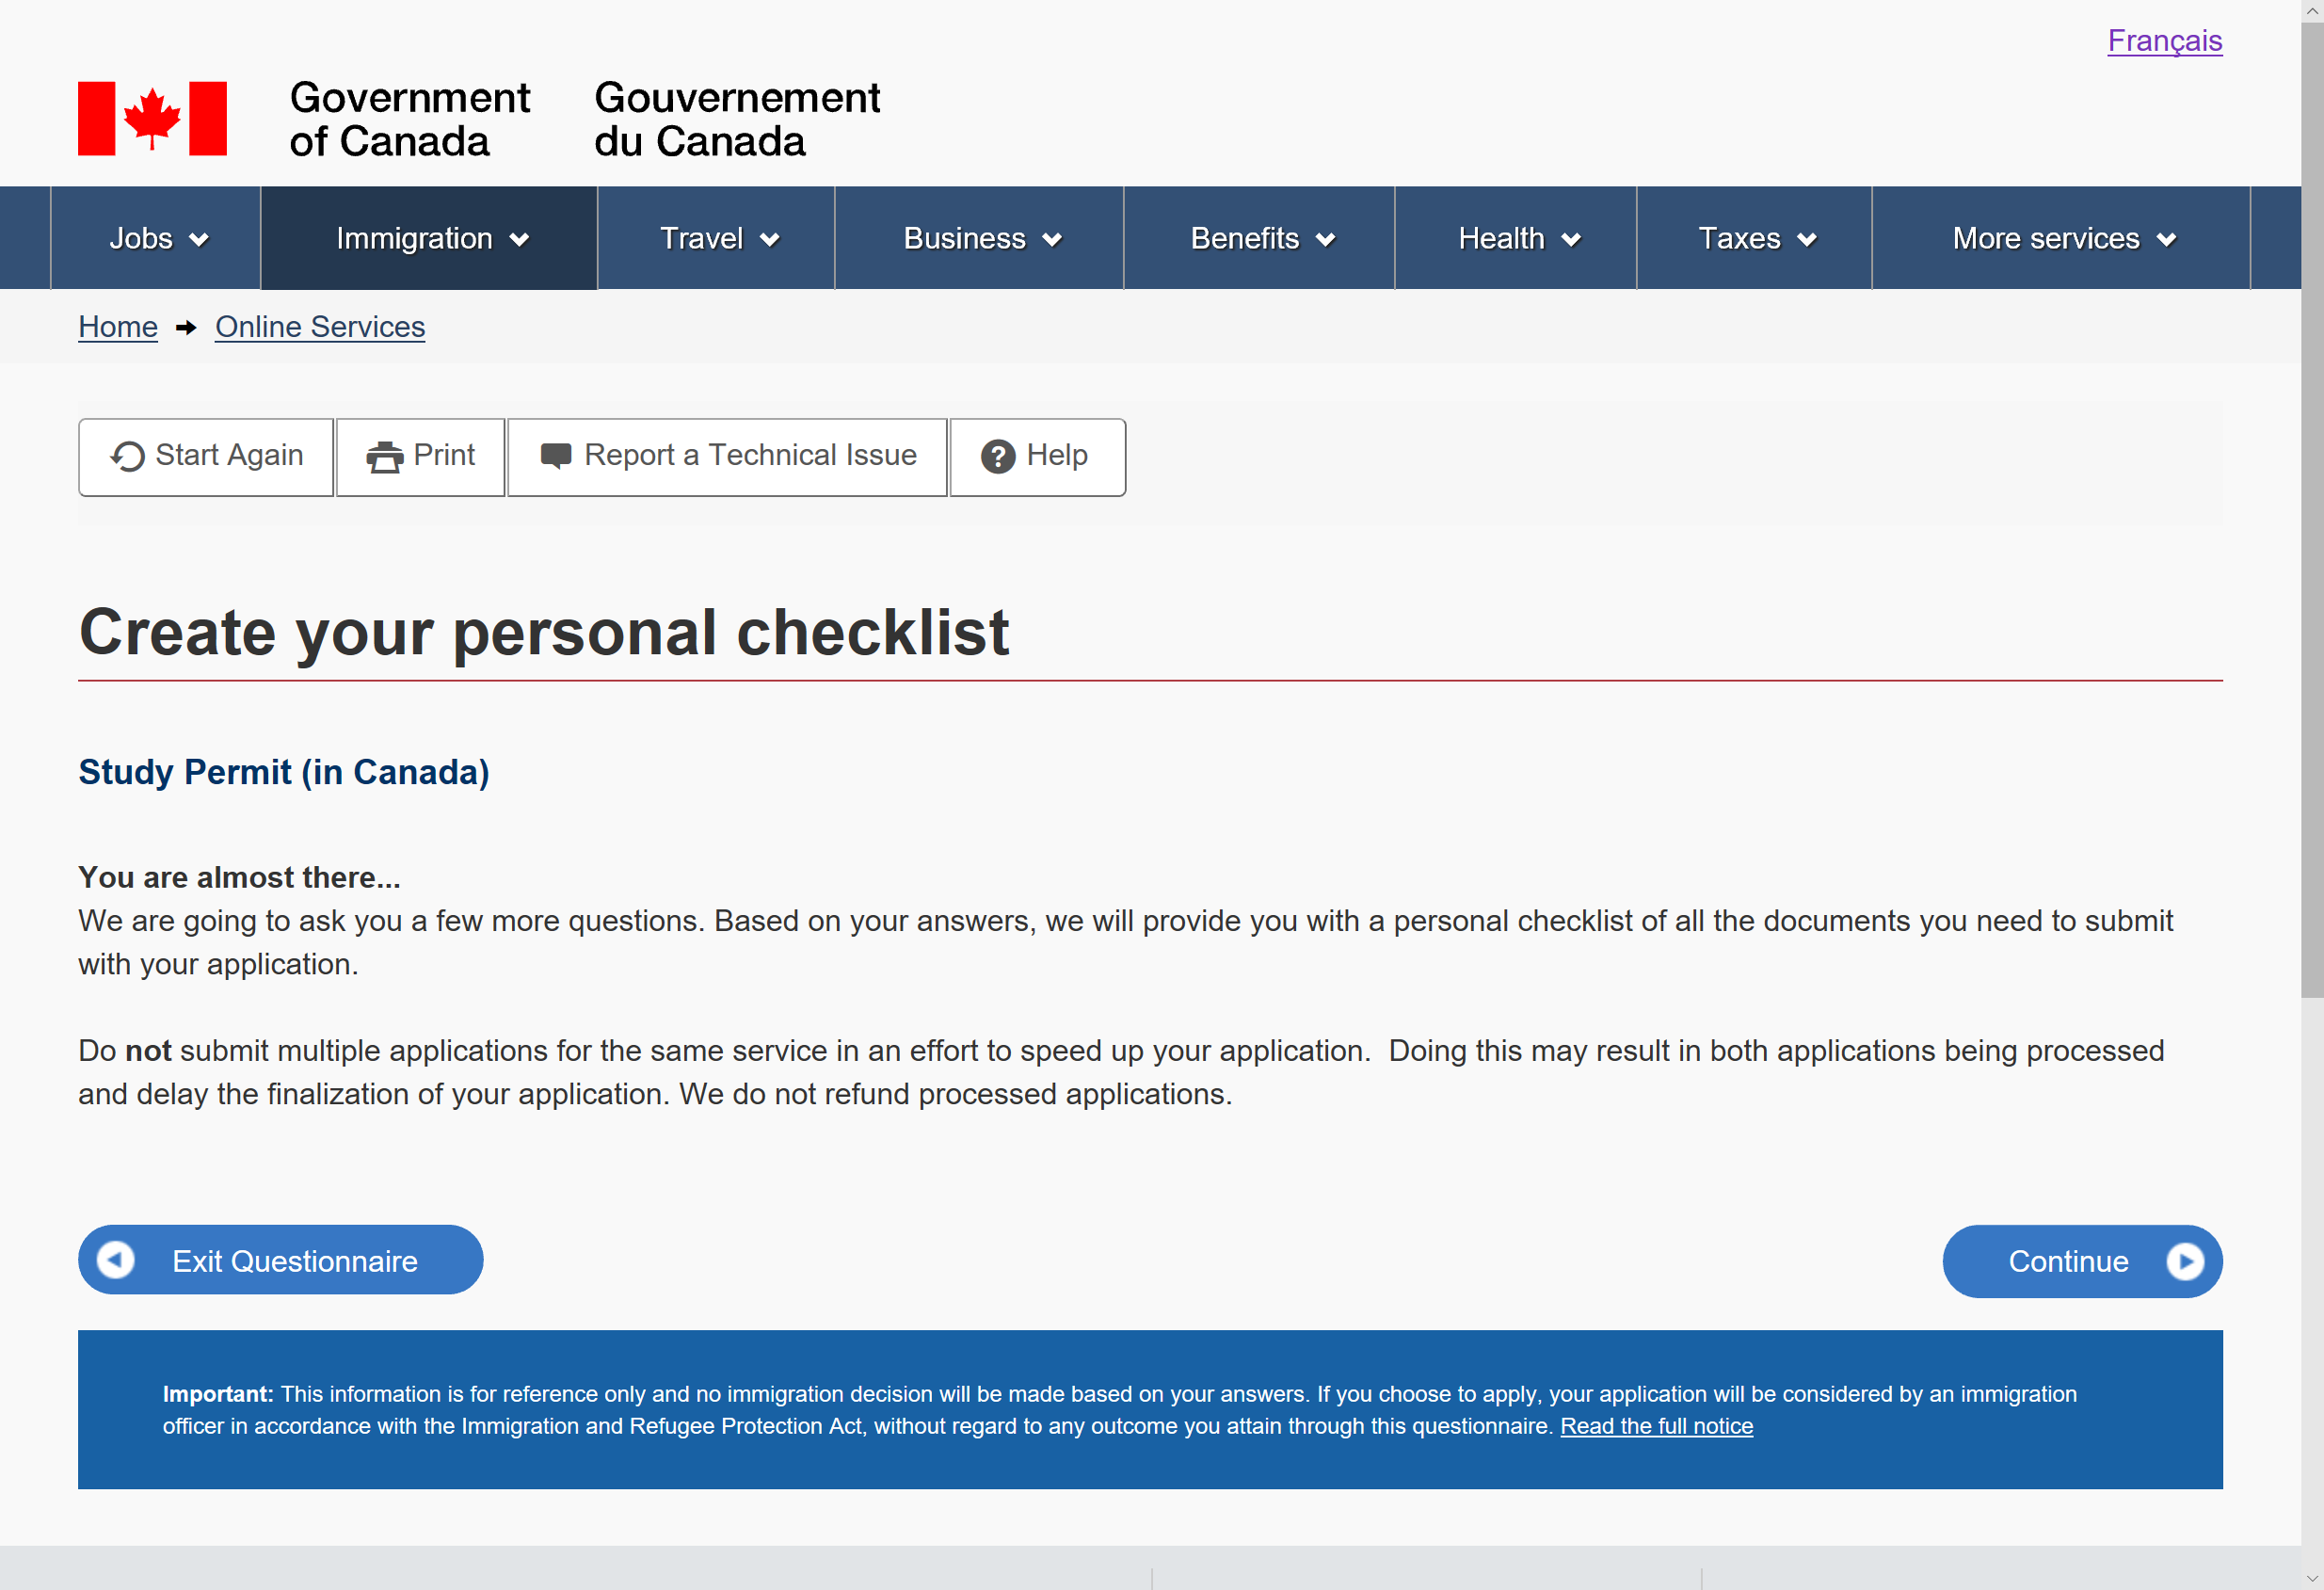 Français
Government Gouvernement
of Canada du Canada
Jobs Immigration Travel Business Benefits Health Taxes More services
Home Online Services
Start Again Print Report a Technical Issue Help
Create your personal checklist
Study Permit (in Canada)
You are almost there...
We are going to ask you a few more questions. Based on your answers, we will provide you with a personal checklist of all the documents you need to submit
with your application.
Do not submit multiple applications for the same service in an effort to speed up your application.  Doing this may result in both applications being processed
and delay the finalization of your application. We do not refund processed applications.
Exit Questionnaire Continue
Important: This information is for reference only and no immigration decision will be made based on your answers. If you choose to apply, your application will be considered by an immigration
officer in accordance with the Immigration and Refugee Protection Act, without regard to any outcome you attain through this questionnaire. Read the full notice